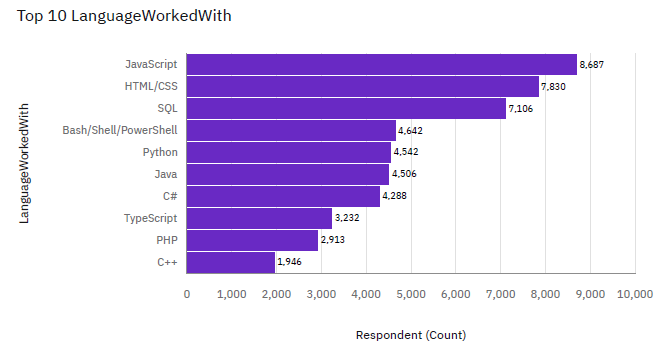 Top 10 LanguageWorkedWith
LanguageWorkedWith
JavaScript 8,687
HTML/CSS 7,830
SQL 7,106
Bash/Shell/PowerShell 4,642
Python 4,542
Java 4,506
C# 4,288
TypeScript 3,232
PHP 2,913
C++ 1,946
0 1,000 2,000 3,000 4,000 5,000 6,000 7,000 8,000 9,000 10,000
Respondent (Count)